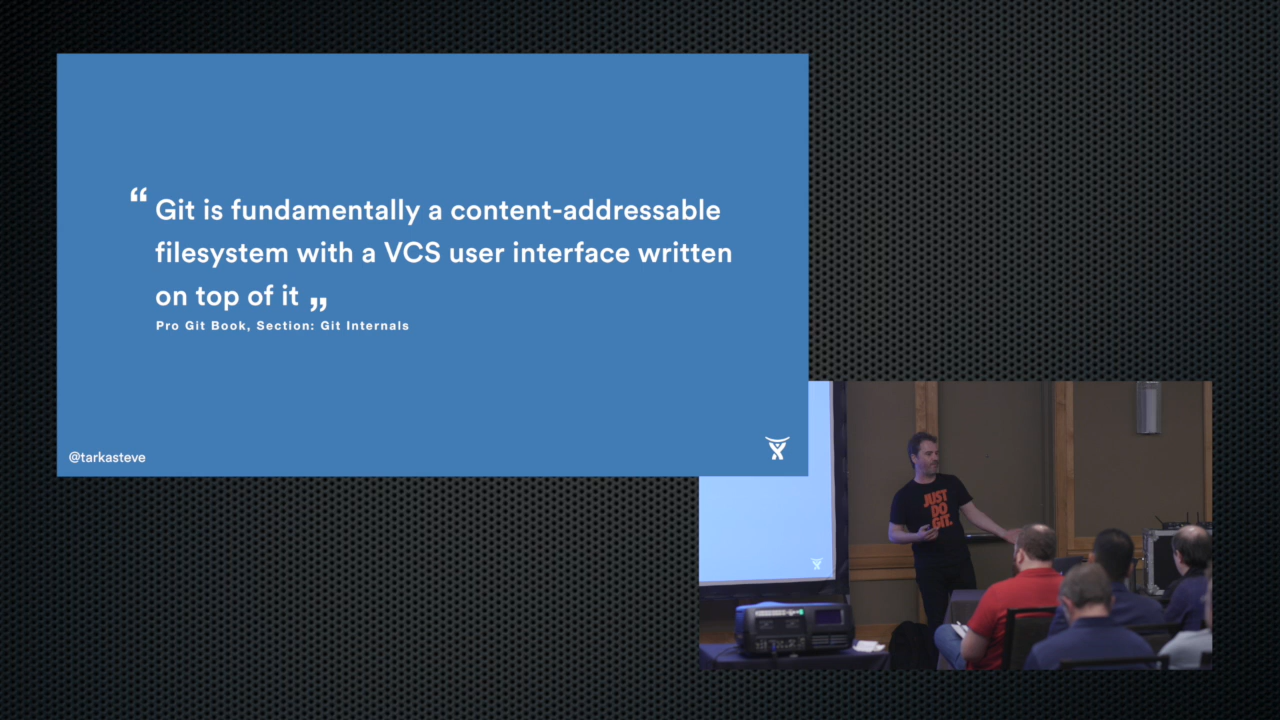 “ Git is fundamentally a content-addressable
filesystem with a VCS user interface written
on top of it ”
Pro Git Book, Section: Git Internals
@tarkasteve
JUST
DO
GIT.